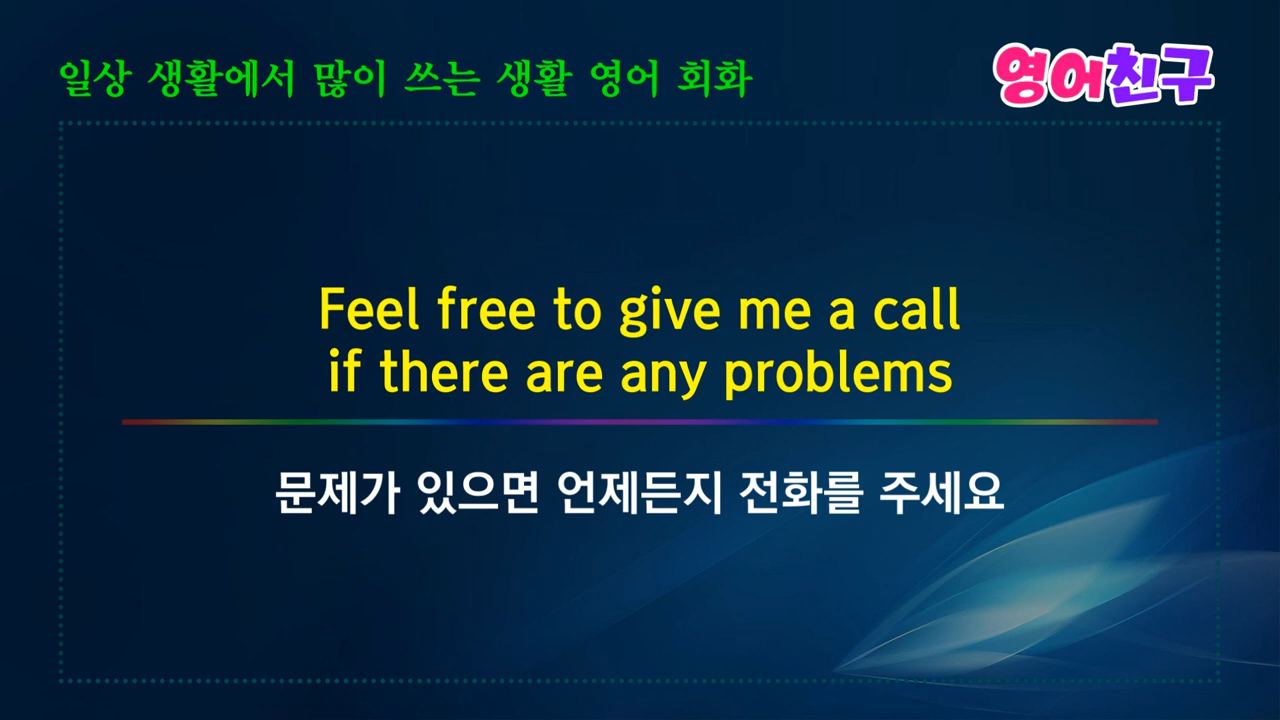 일상 생활에서 많이 쓰는 생활 영어 회화
영어친구
Feel free to give me a call
if there are any problems
문제가 있으면 언제든지 전화를 주세요